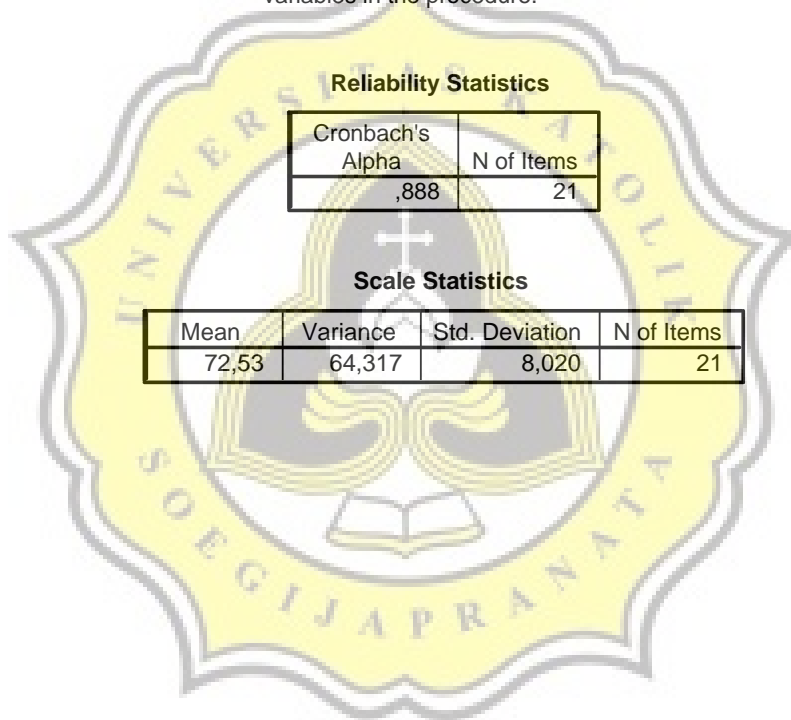 variables in the procedure.
Reliability Statistics
Cronbach's
Alpha N of Items
,888 21
Scale Statistics
Mean Variance Std. Deviation N of Items
72,53 64,317 8,020 21
UNIVERSITAS KATOLIK
SOEGIJAPRANATA